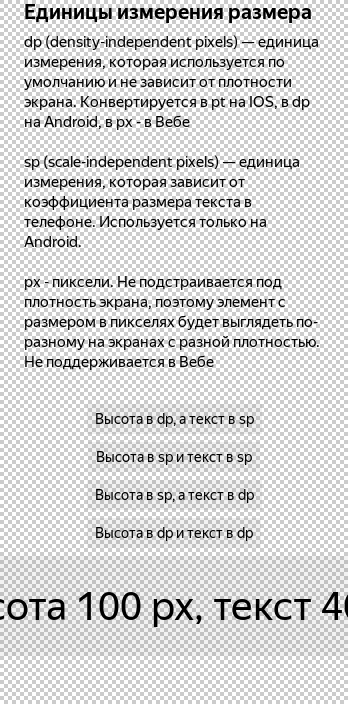 Единицы измерения размера
dp (density-independent pixels) — единица
измерения, которая используется по
умолчанию и не зависит от плотности
экрана. Конвертируется в pt на IOS, в dp
на Android, в px - в Вебе
sp (scale-independent pixels) — единица
измерения, которая зависит от
коэффициента размера текста в
телефоне. Используется только на
Android.
px - пиксели. Не подстраивается под
плотность экрана, поэтому элемент с
размером в пикселях будет выглядеть по-
разному на экранах с разной плотностью.
Не поддерживается в Вебе
Высота в dp, а текст в sp
Высота в sp и текст в sp
Высота в sp, а текст в dp
Высота в dp и текст в dp
сота 100 px, текст 40